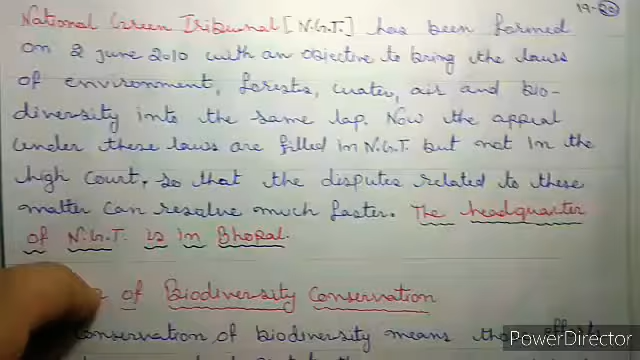 19-20
National Green Tribunal [N.G.T.] has been formed
on 2 june 2010 with an objective to bring the laws
of environment, forests, water, air and bio-
diversity into the same lap. Now the appeal
under these laws are filled in N.G.T. but not in the
high court, so that the disputes related to these
matter can resolve much faster. The headquarter
of N.G.T. is in Bhopal.
of Biodiversity Conservation
Conservation of biodiversity means those efforts
PowerDirector